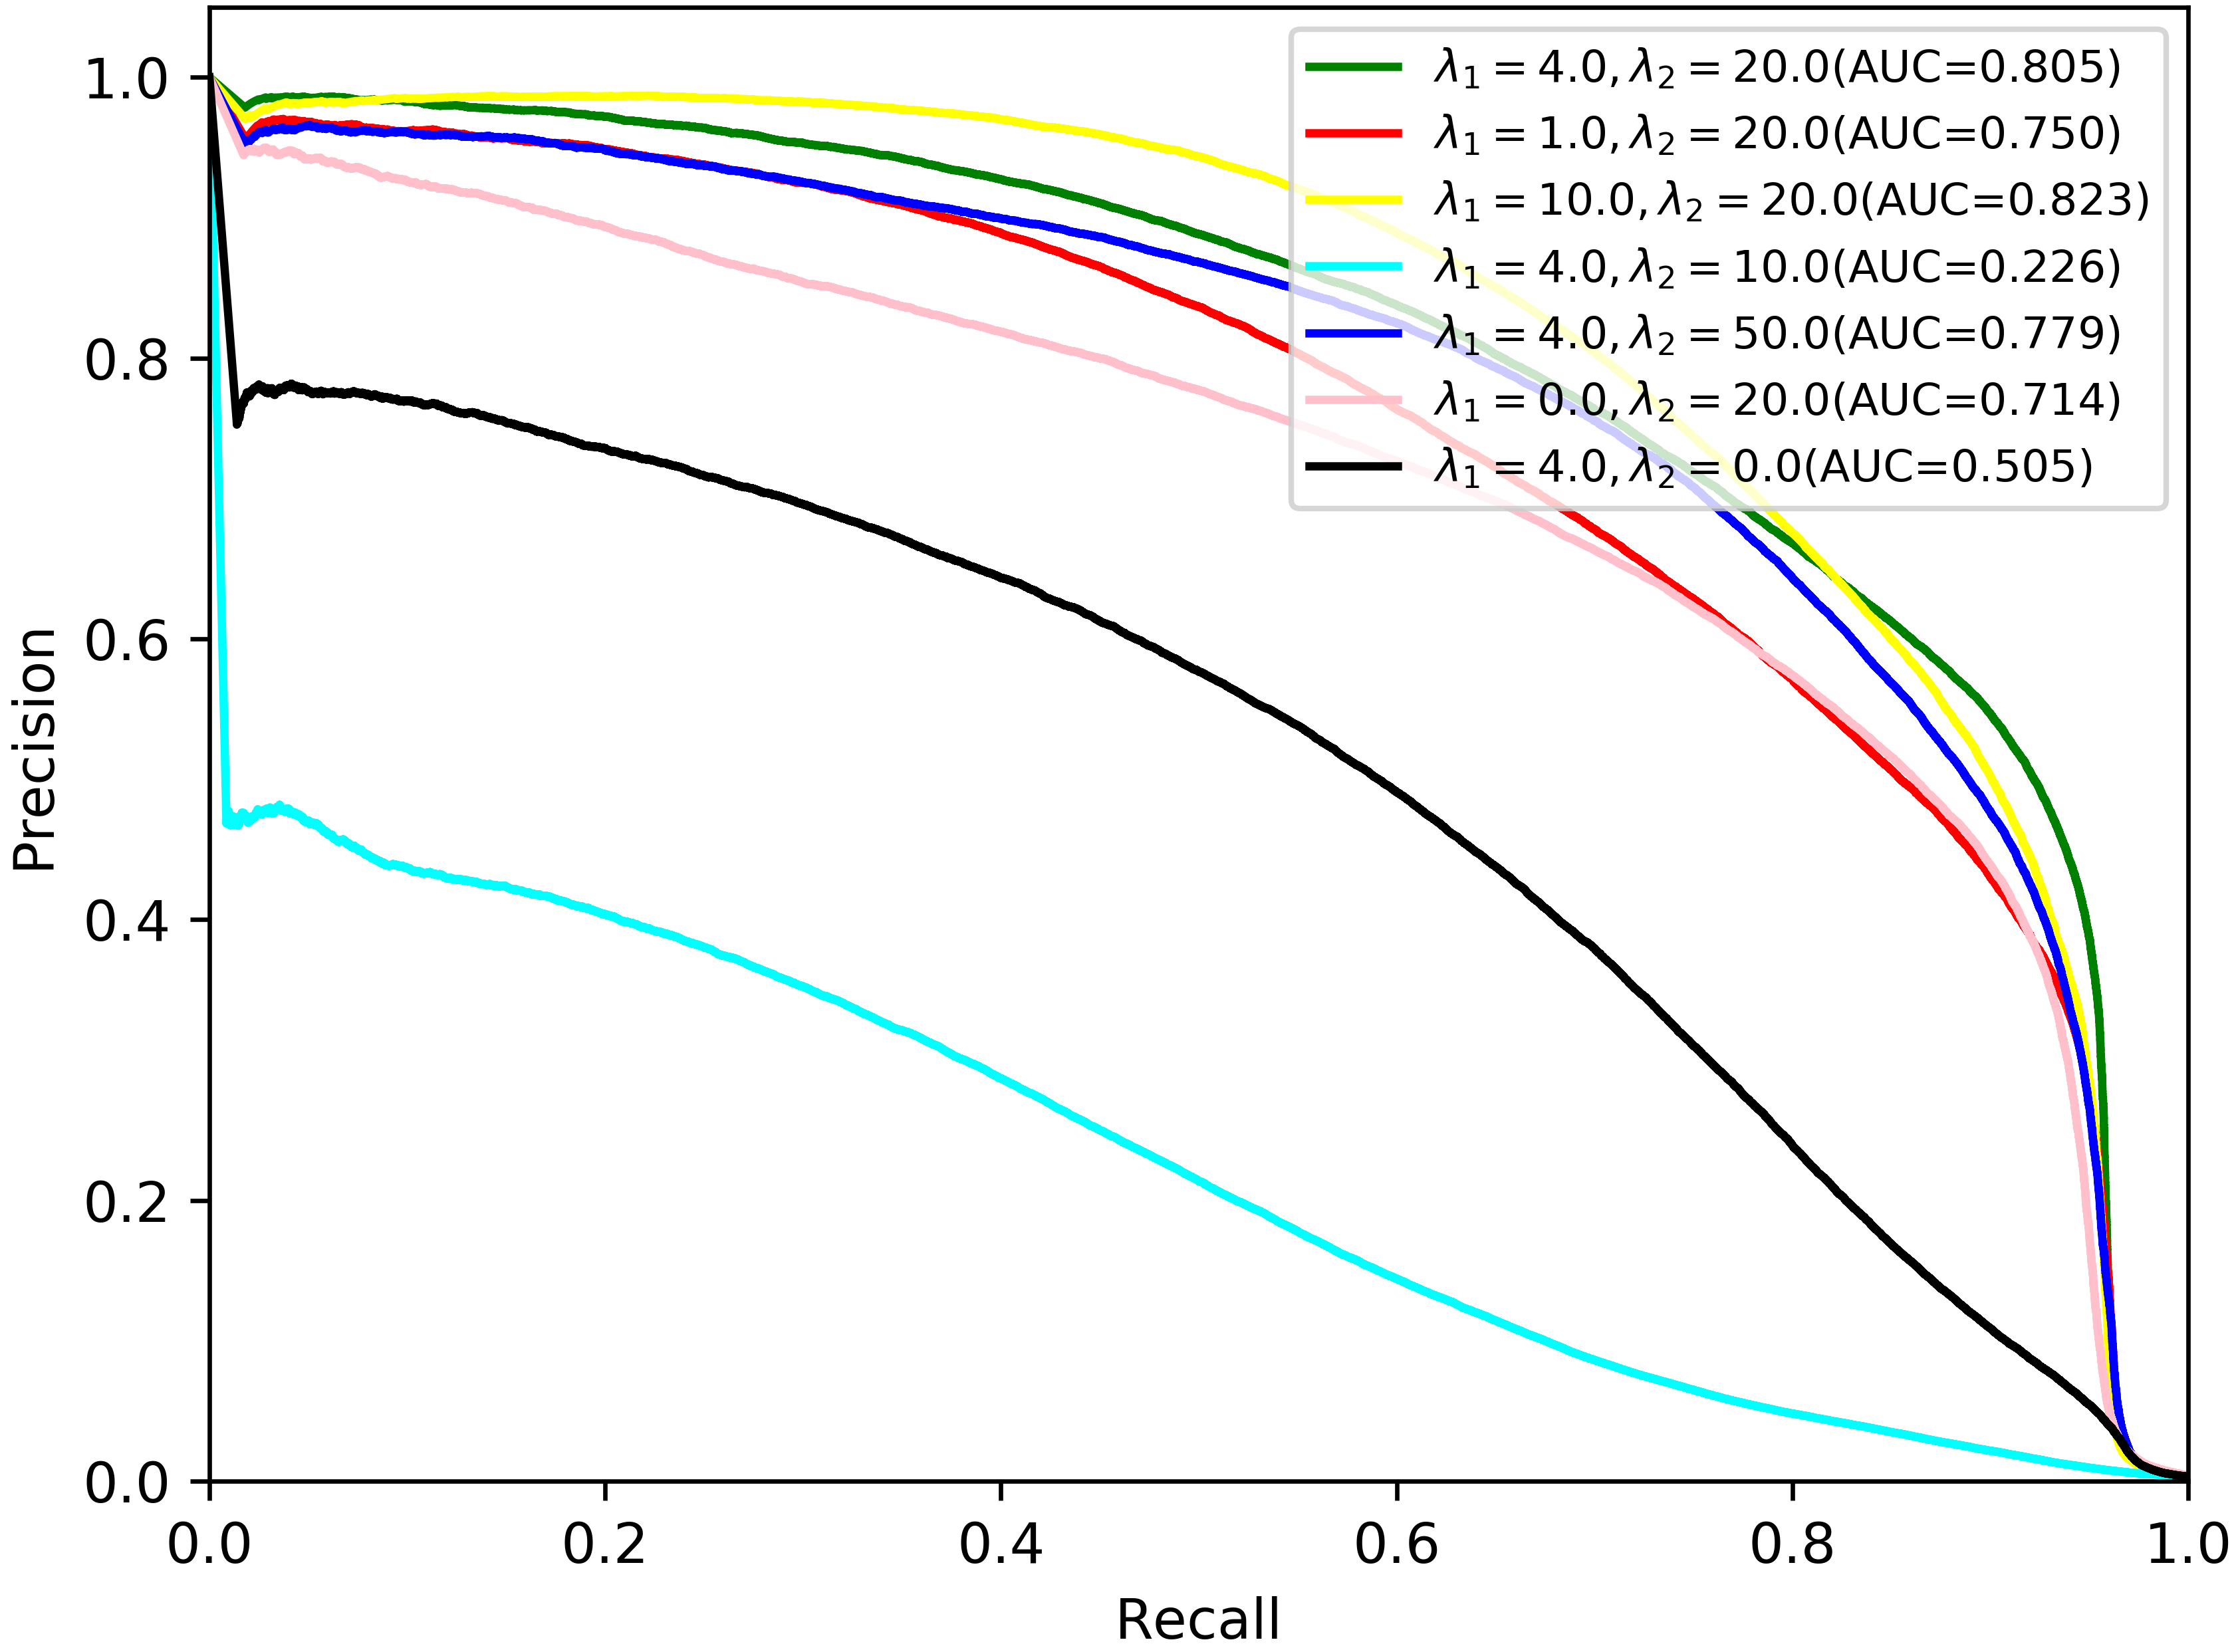 1.0
0.8
0.6
0.4
0.2
0.0
Precision
λ1 = 4.0, λ2 = 20.0(AUC=0.805)
λ1 = 1.0, λ2 = 20.0(AUC=0.750)
λ1 = 10.0, λ2 = 20.0(AUC=0.823)
λ1 = 4.0, λ2 = 10.0(AUC=0.226)
λ1 = 4.0, λ2 = 50.0(AUC=0.779)
λ1 = 0.0, λ2 = 20.0(AUC=0.714)
λ1 = 4.0, λ2 = 0.0(AUC=0.505)
0.0 0.2 0.4 0.6 0.8 1.0
Recall